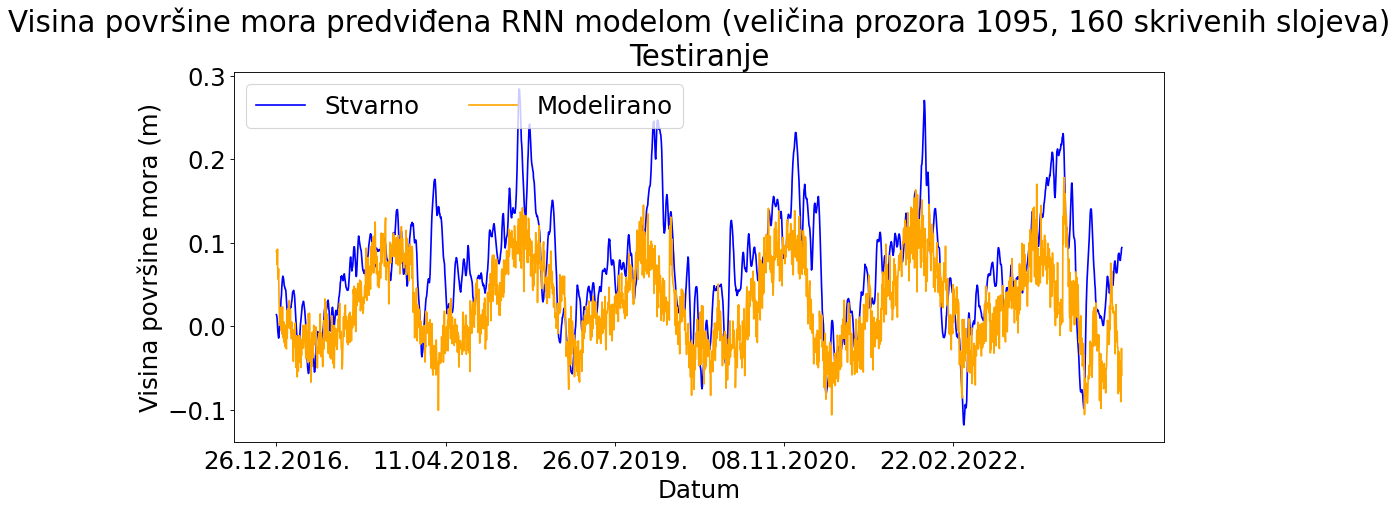 Visina površine mora predviđena RNN modelom (veličina prozora 1095, 160 skrivenih slojeva)
Testiranje
Stvarno Modelirano
Visina površine mora (m)
0.3
0.2
0.1
0.0
−0.1
26.12.2016. 11.04.2018. 26.07.2019. 08.11.2020. 22.02.2022.
Datum